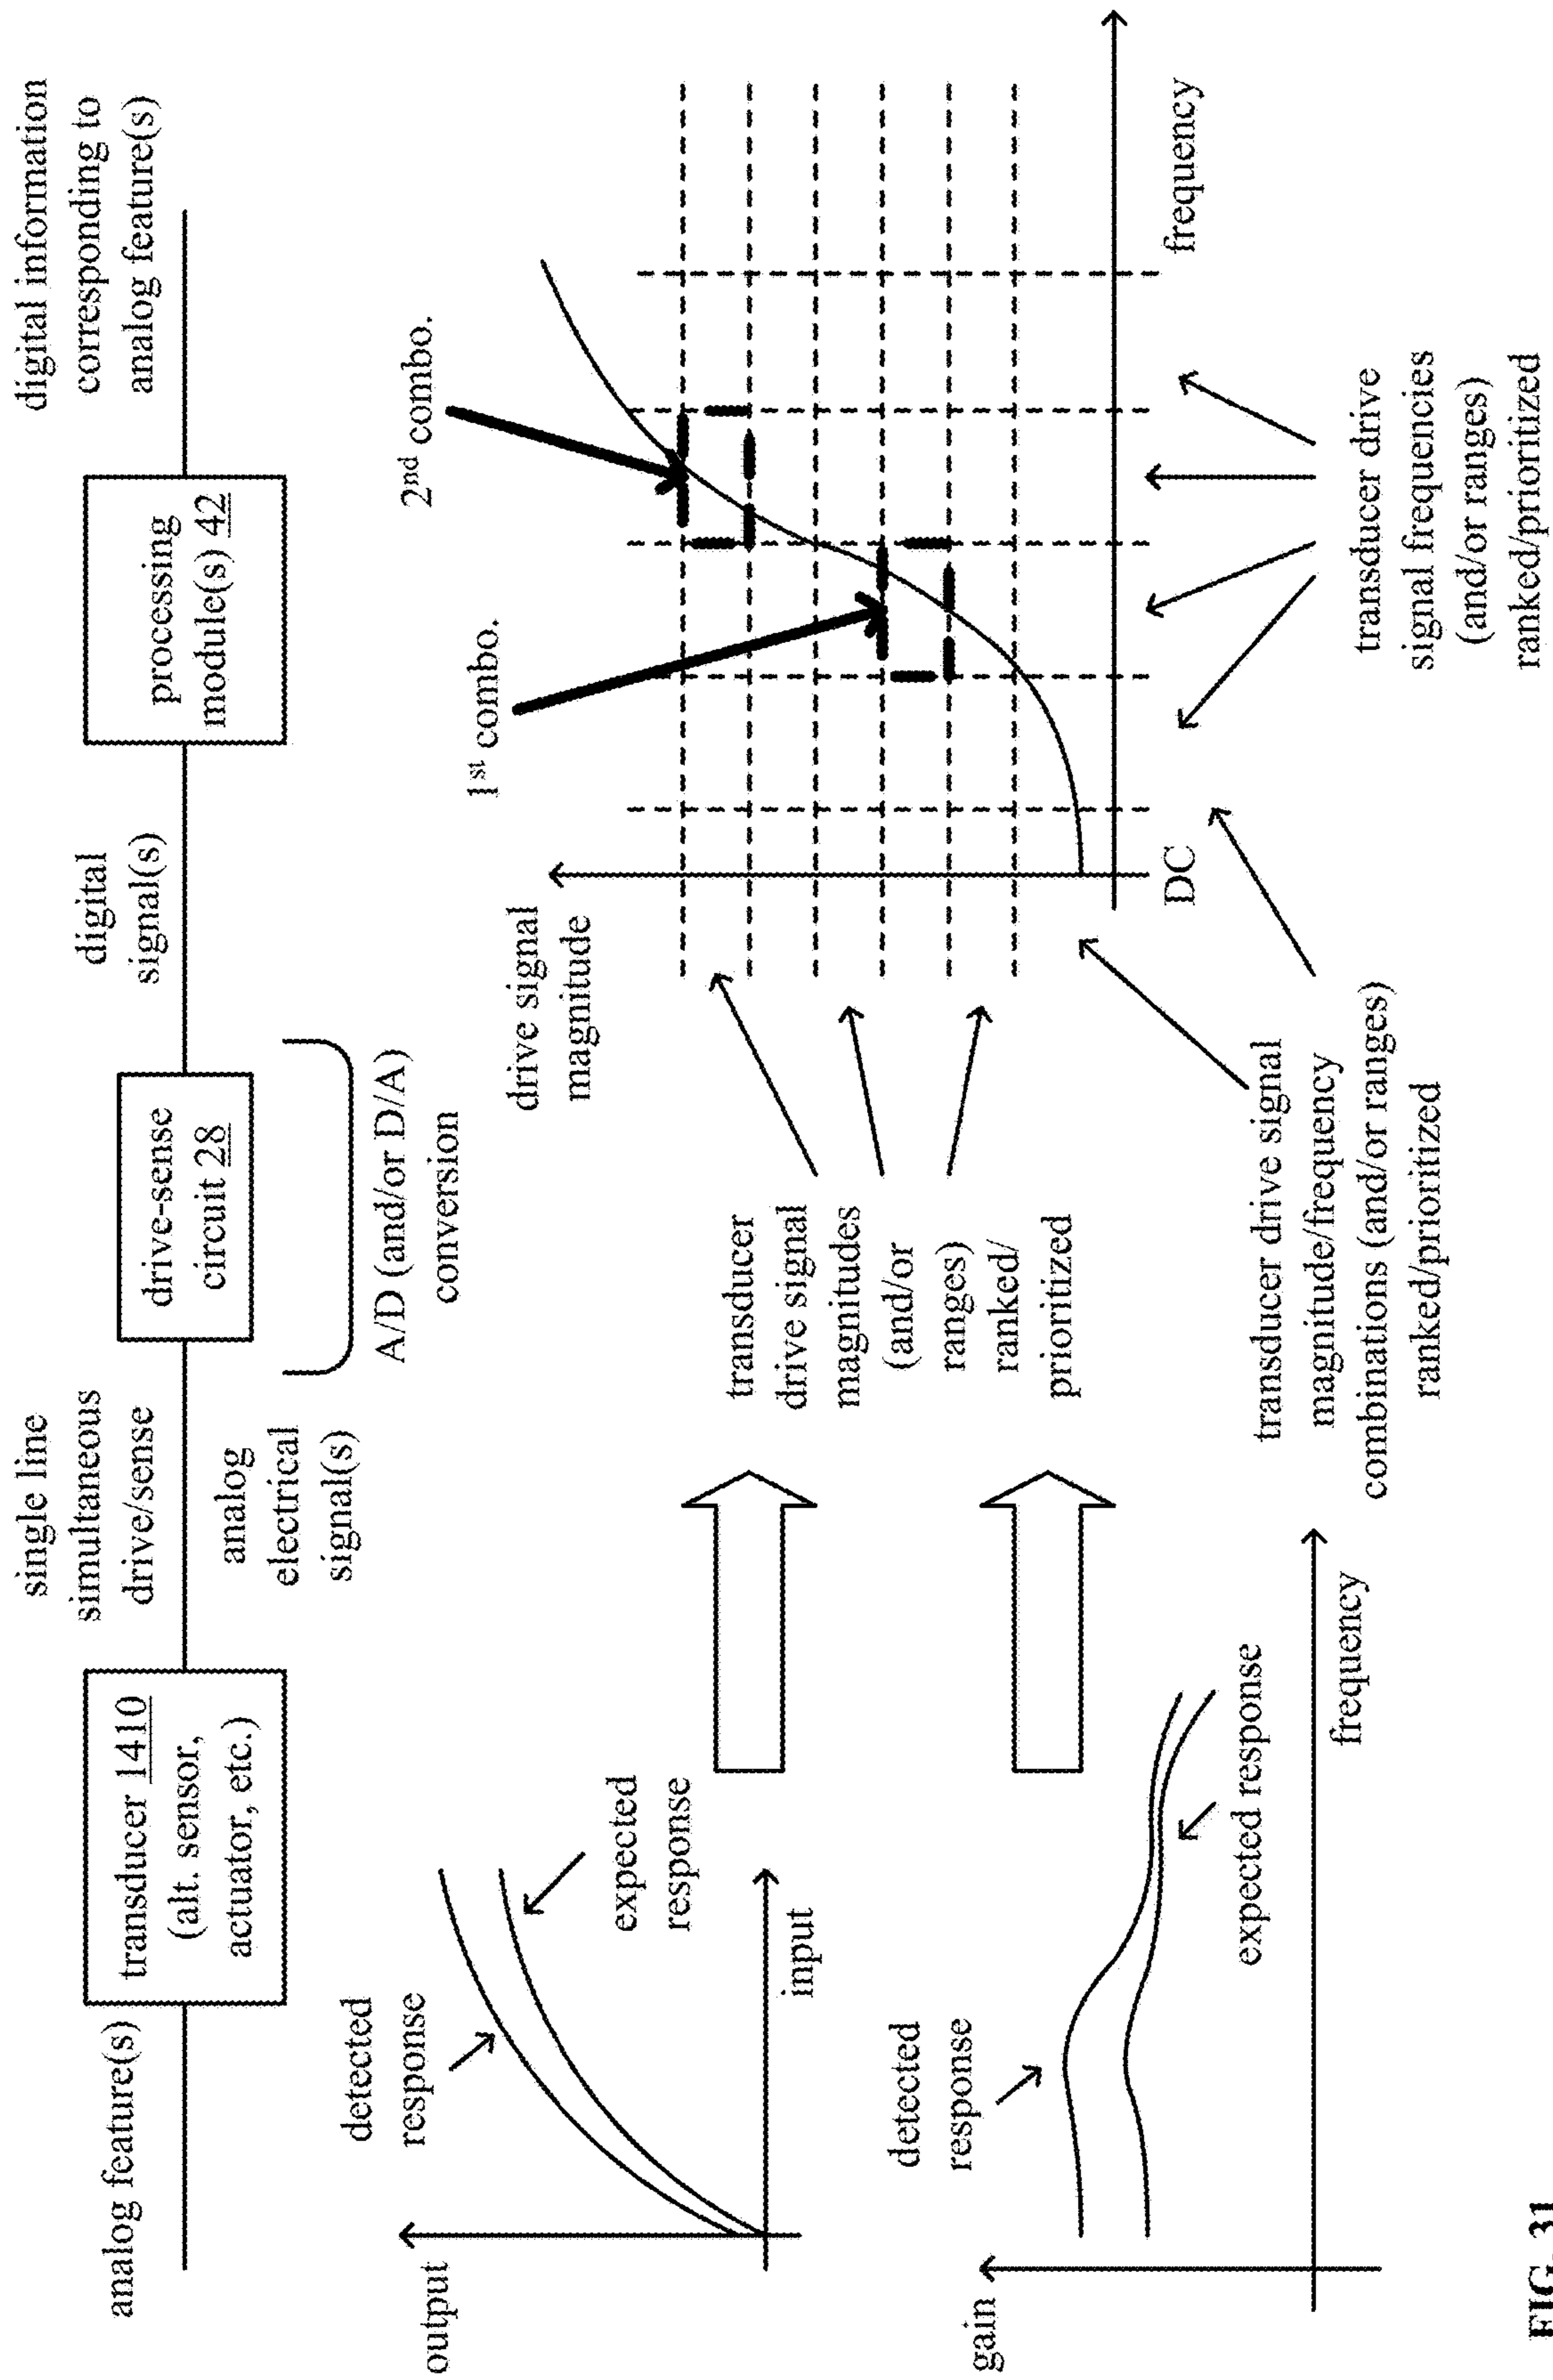 analog feature(s)
transducer 1410
(alt. sensor,
actuator, etc.)
single line
simultaneous
drive/sense
analog
electrical
signal(s)
drive-sense
circuit 28
A/D (and/or D/A)
conversion
digital
signal(s)
processing
module(s) 42
digital information
corresponding to
analog feature(s)
output
detected
response
expected
response
input
gain
detected
response
expected response
frequency
transducer
drive signal
magnitudes
(and/or
ranges)
ranked/
prioritized
drive signal
magnitude
1st combo.
2nd combo.
DC
frequency
transducer drive signal
magnitude/frequency
combinations (and/or ranges)
ranked/prioritized
transducer drive
signal frequencies
(and/or ranges)
ranked/prioritized
FIG. 31